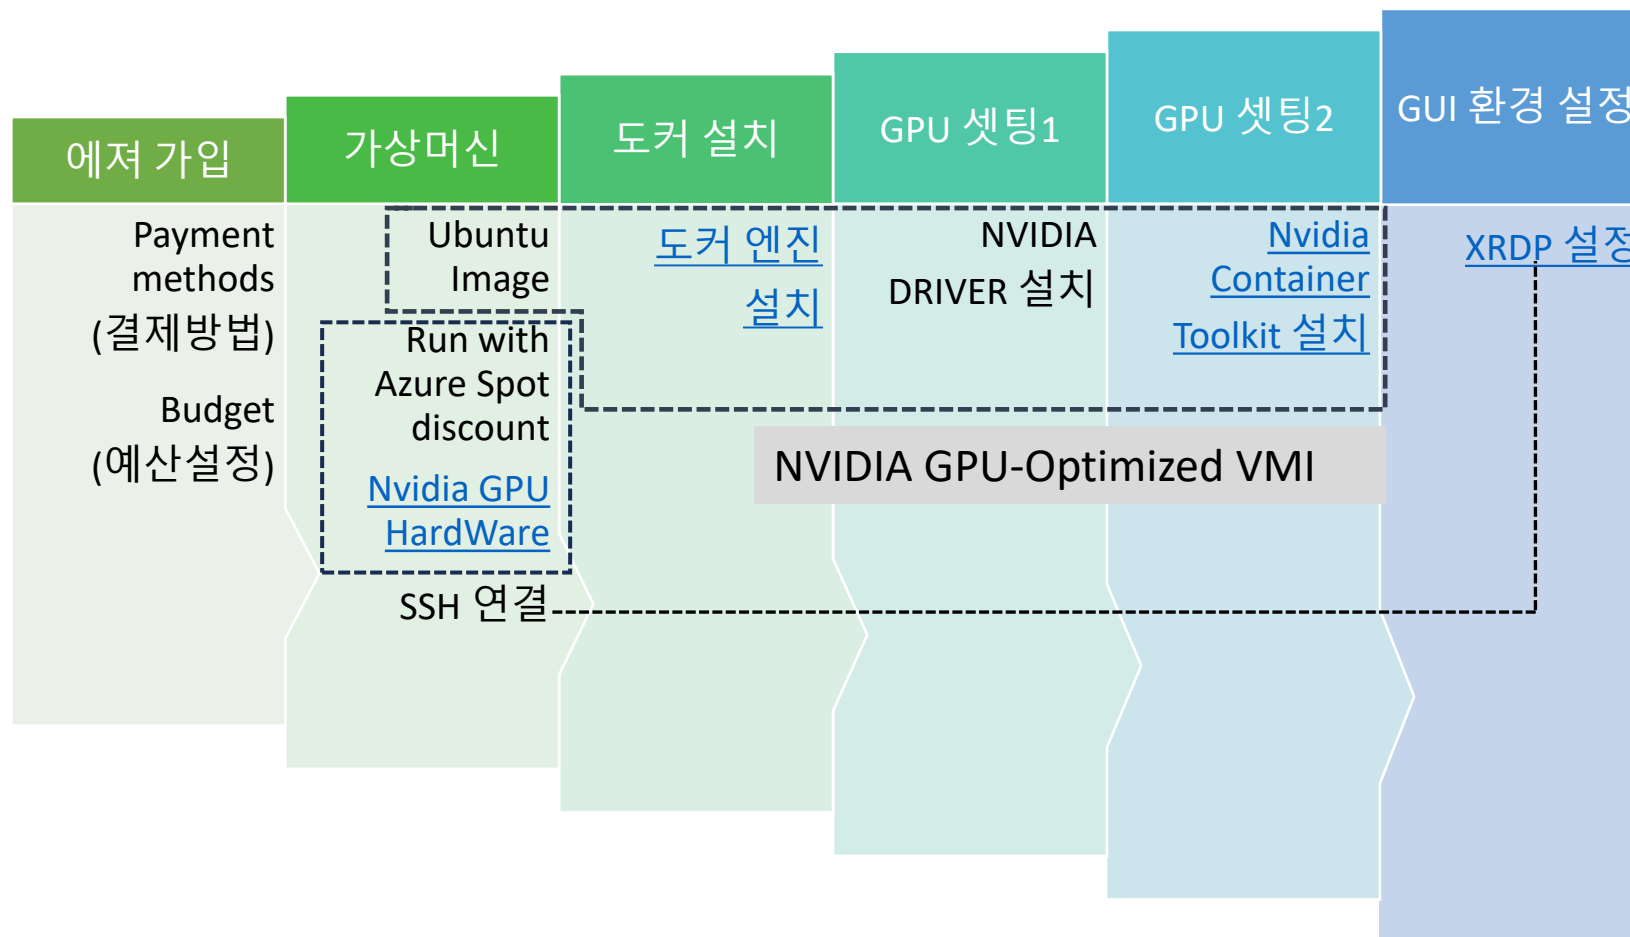 에져 가입
Payment
methods
(결제방법)
Budget
(예산설정)
가상머신
Ubuntu
Image
Run with
Azure Spot
discount
Nvidia GPU
HardWare
SSH 연결
도커 설치
도커 엔진
설치
GPU 셋팅1
NVIDIA
DRIVER 설치
GPU 셋팅2
Nvidia
Container
Toolkit 설치
NVIDIA GPU-Optimized VMI
GUI 환경 설정
XRDP 설정